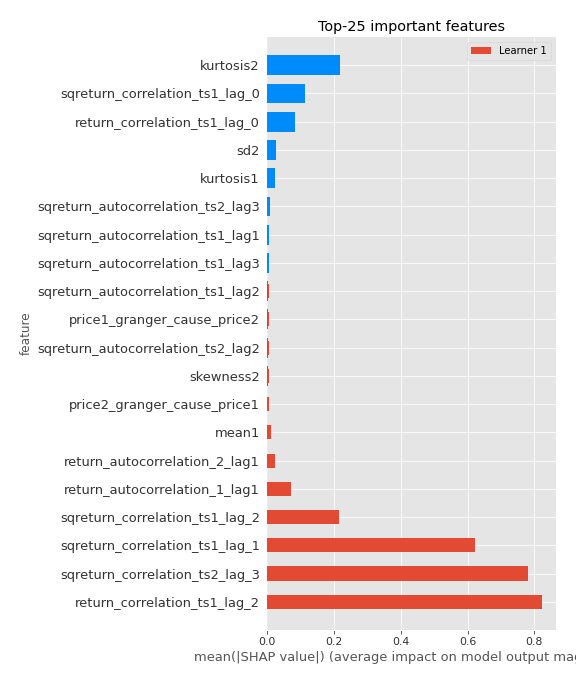 Top-25 important features
Learner 1
kurtosis2
sqreturn_correlation_ts1_lag_0
return_correlation_ts1_lag_0
sd2
kurtosis1
sqreturn_autocorrelation_ts2_lag3
sqreturn_autocorrelation_ts1_lag1
sqreturn_autocorrelation_ts1_lag3
sqreturn_autocorrelation_ts1_lag2
price1_granger_cause_price2
sqreturn_autocorrelation_ts2_lag2
skewness2
price2_granger_cause_price1
mean1
return_autocorrelation_2_lag1
return_autocorrelation_1_lag1
sqreturn_correlation_ts1_lag_2
sqreturn_correlation_ts1_lag_1
sqreturn_correlation_ts2_lag_3
return_correlation_ts1_lag_2
feature
0.0 0.2 0.4 0.6 0.8
mean(|SHAP value|) (average impact on model output mag